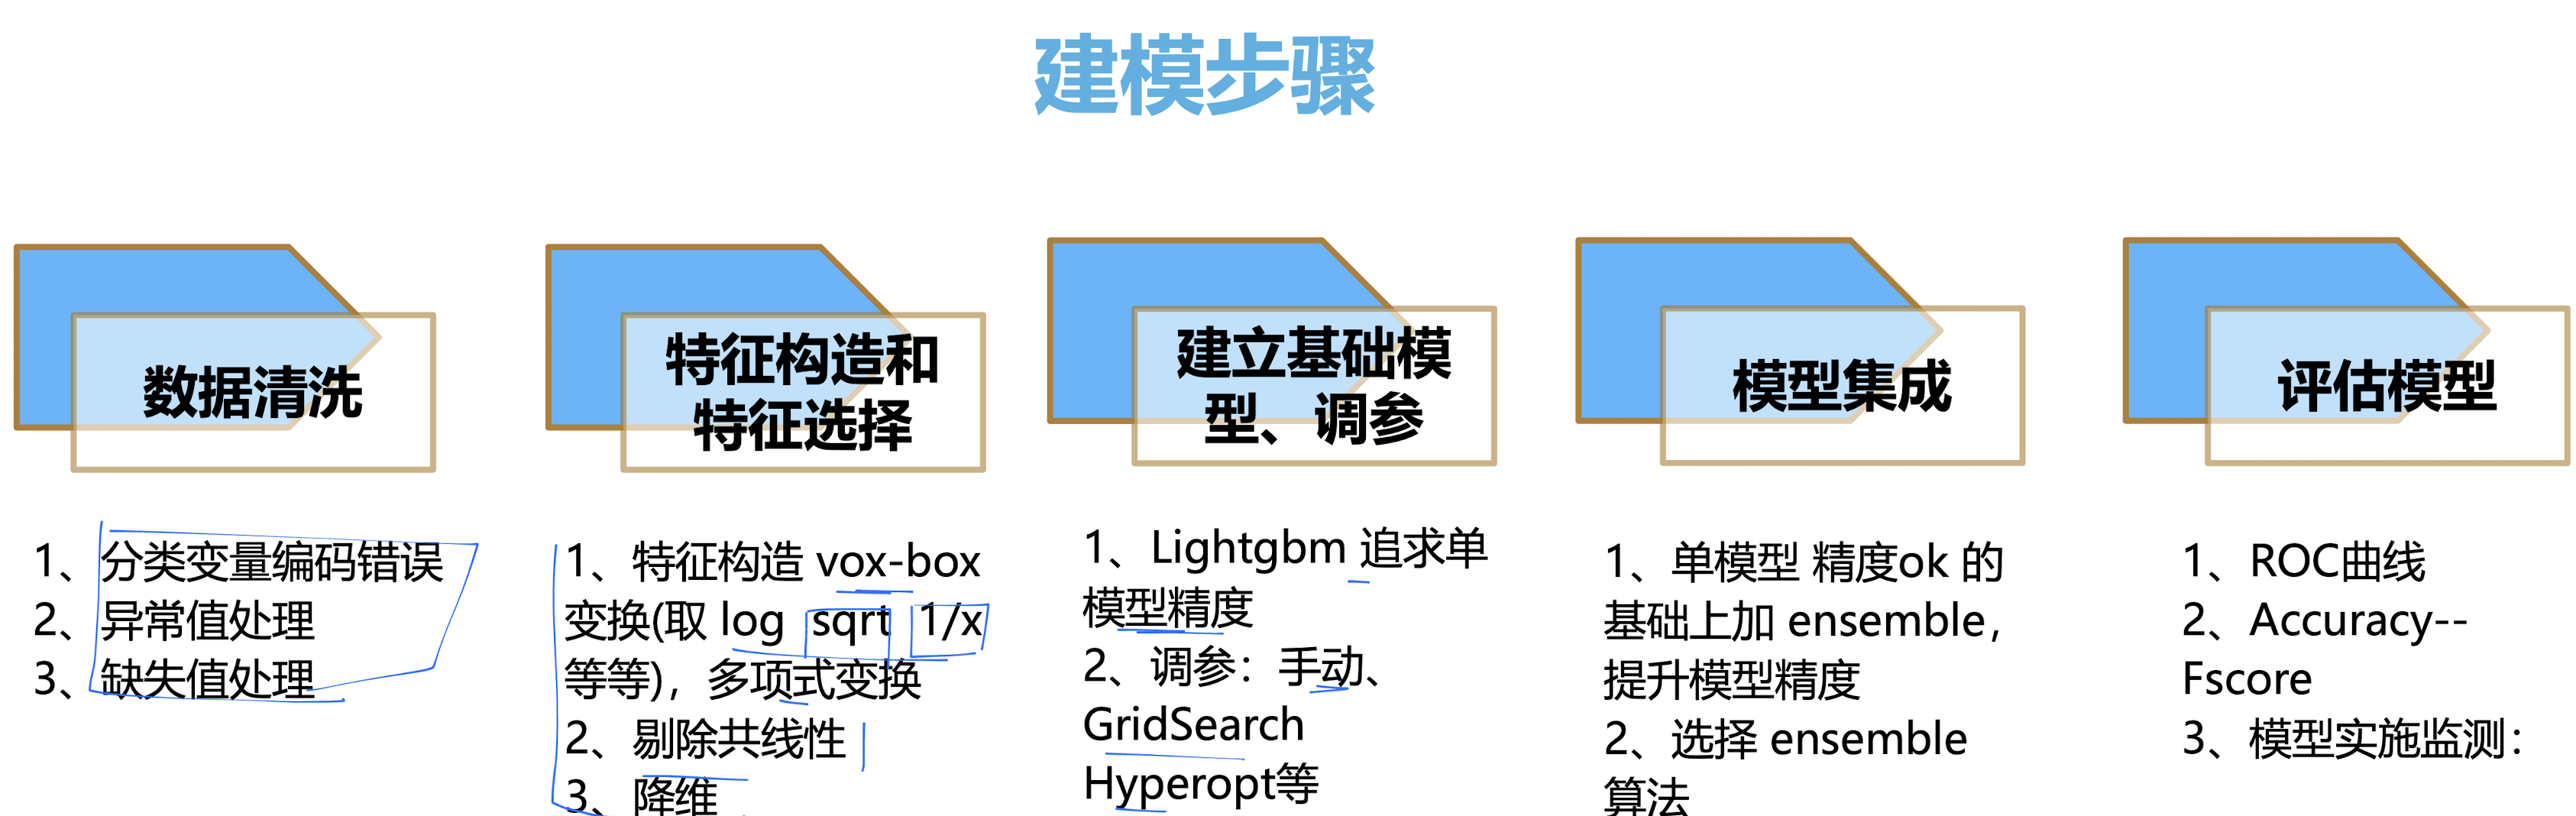 建模步骤
数据清洗
1、分类变量编码错误
2、异常值处理
3、缺失值处理
特征构造和
特征选择
1、特征构造 vox-box
变换(取 log sqrt 1/x
等等)，多项式变换
2、剔除共线性
3、降维
建立基础模
型、调参
1、Lightgbm 追求单
模型精度
2、调参：手动、
GridSearch
Hyperopt等
模型集成
1、单模型 精度ok 的
基础上加 ensemble，
提升模型精度
2、选择 ensemble
算法
评估模型
1、ROC曲线
2、Accuracy--
Fscore
3、模型实施监测：